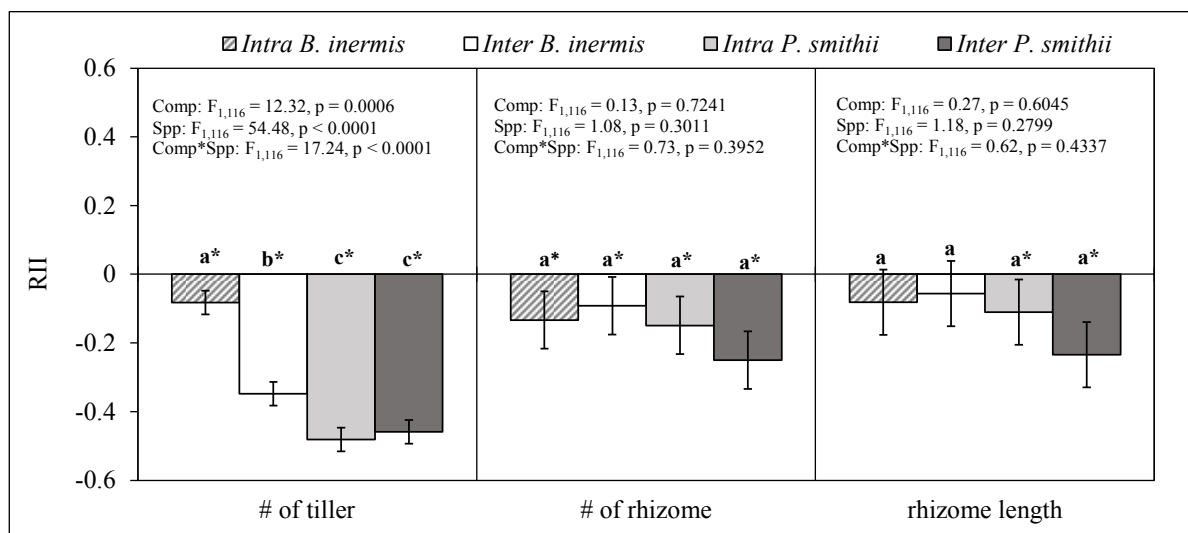 Intra B. inermis Inter B. inermis Intra P. smithii Inter P. smithii
0.6
0.4
0.2
0
-0.2
-0.4
-0.6
RII
Comp: F1,116 = 12.32, p = 0.0006
Spp: F1,116 = 54.48, p < 0.0001
Comp*Spp: F1,116 = 17.24, p < 0.0001
Comp: F1,116 = 0.13, p = 0.7241
Spp: F1,116 = 1.08, p = 0.3011
Comp*Spp: F1,116 = 0.73, p = 0.3952
Comp: F1,116 = 0.27, p = 0.6045
Spp: F1,116 = 1.18, p = 0.2799
Comp*Spp: F1,116 = 0.62, p = 0.4337
a* b* c* c*
a* a* a* a*
a a a* a*
# of tiller
# of rhizome
rhizome length